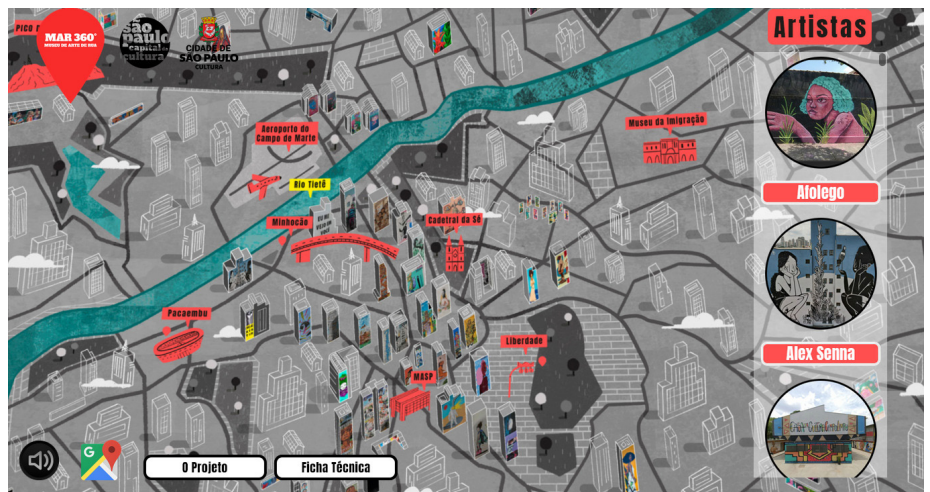 PICO
MAR 360°
MUSEU DE ARTE DE RUA
são
paulo
capital
cultura
CIDADE DE
SÃO PAULO
CULTURA
Artistas
Aeroporto do
Campo de Marte
Museu da Imigração
Rio Tietê
Minhocão
Cadetral da Sé
Afolego
Pacaembu
Liberdade
Alex Senna
MASP
G
O Projeto
Ficha Técnica